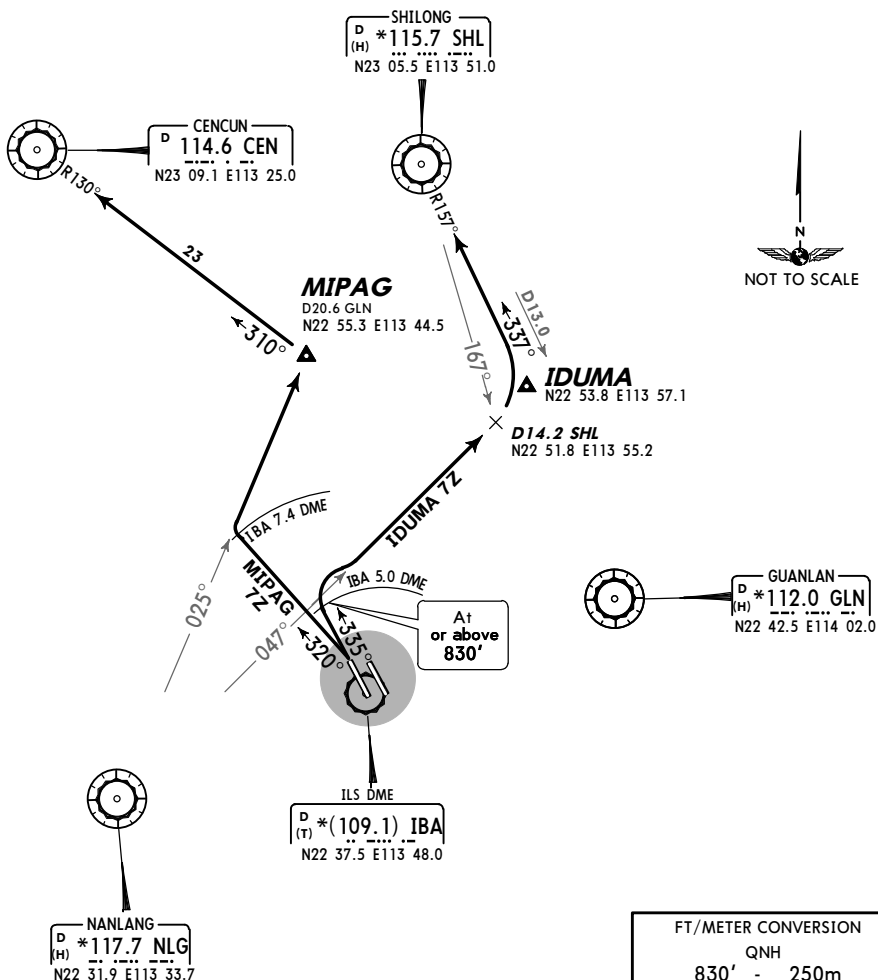 SHILONG
D
(H) *115.7 SHL
N23 05.5 E113 51.0
CENCUN
D 114.6 CEN
N23 09.1 E113 25.0
R130°
R157°
23
N
NOT TO SCALE
MIPAG
D20.6 GLN
N22 55.3 E113 44.5
310°
D13.0
337°
167°
IDUMA
N22 53.8 E113 57.1
D14.2 SHL
N22 51.8 E113 55.2
IDUMA 7Z
IBA 7.4 DME
MIPAG
7Z
IBA 5.0 DME
025°
047°
320°
335°
At
or above
830'
GUANLAN
D
(H) *112.0 GLN
N22 42.5 E114 02.0
ILS DME
D
(T) *(109.1) IBA
N22 37.5 E113 48.0
NANLANG
D
(H) *117.7 NLG
N22 31.9 E113 33.7
FT/METER CONVERSION
QNH
830' - 250m